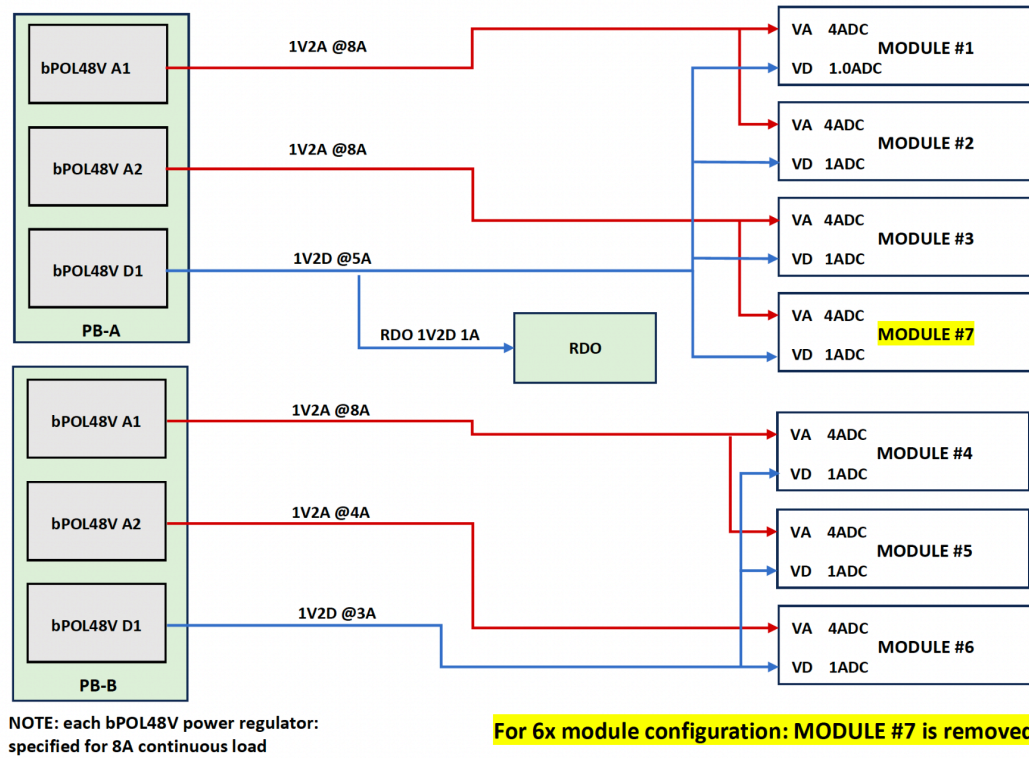 bPOL48V A1
bPOL48V A2
bPOL48V D1
PB-A
1V2A @8A
1V2A @8A
1V2D @5A
RDO 1V2D 1A
RDO
VA 4ADC
MODULE #1
VD 1.0ADC
VA 4ADC
MODULE #2
VD 1ADC
VA 4ADC
MODULE #3
VD 1ADC
VA 4ADC
MODULE #7
VD 1ADC
bPOL48V A1
bPOL48V A2
bPOL48V D1
PB-B
1V2A @8A
1V2A @4A
1V2D @3A
VA 4ADC
MODULE #4
VD 1ADC
VA 4ADC
MODULE #5
VD 1ADC
VA 4ADC
MODULE #6
VD 1ADC
NOTE: each bPOL48V power regulator:
specified for 8A continuous load
For 6x module configuration: MODULE #7 is removed